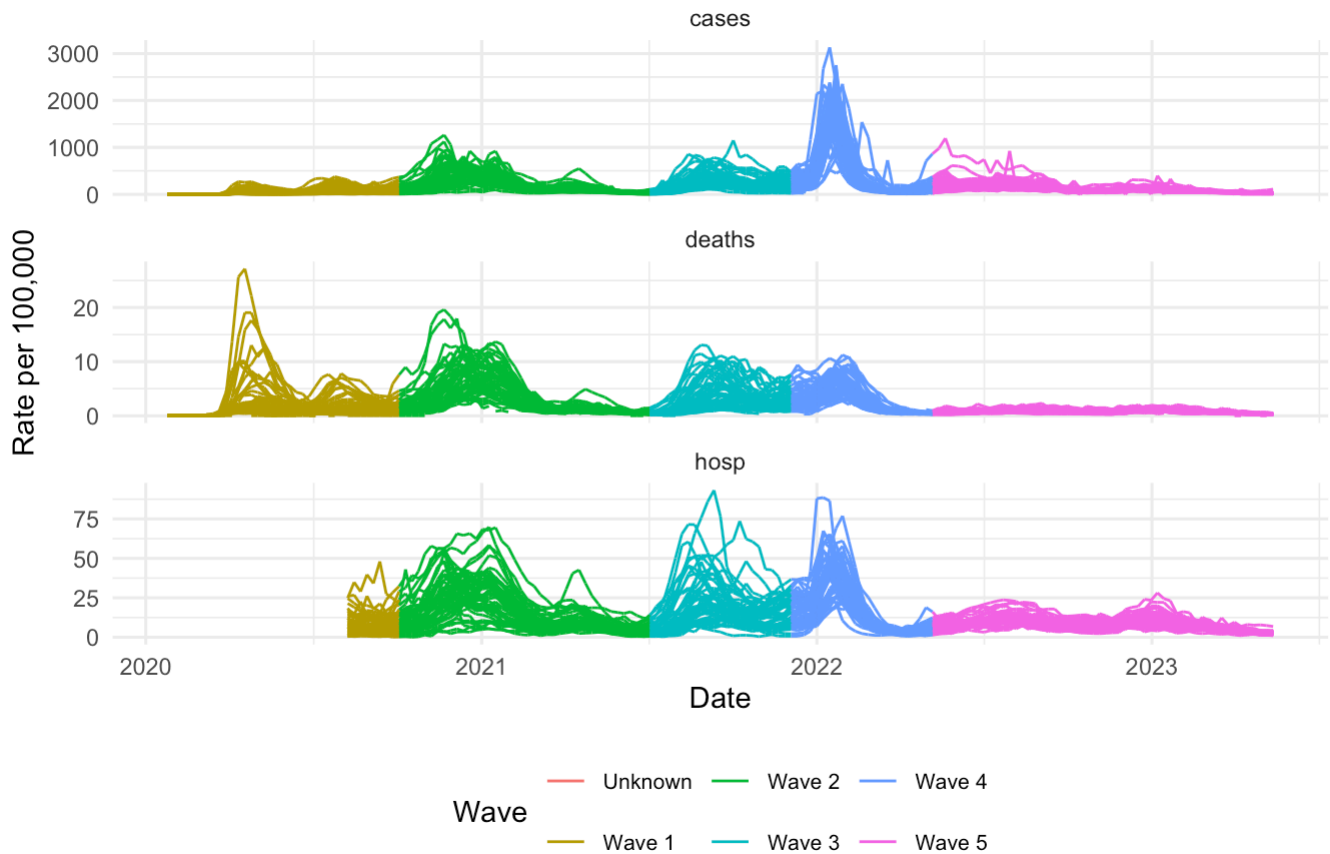 cases
3000
2000
1000
0
deaths
20
10
0
Rate per 100,000
hosp
75
50
25
0
2020 2021 2022 2023
Date
Wave
Unknown Wave 2 Wave 4
Wave 1 Wave 3 Wave 5